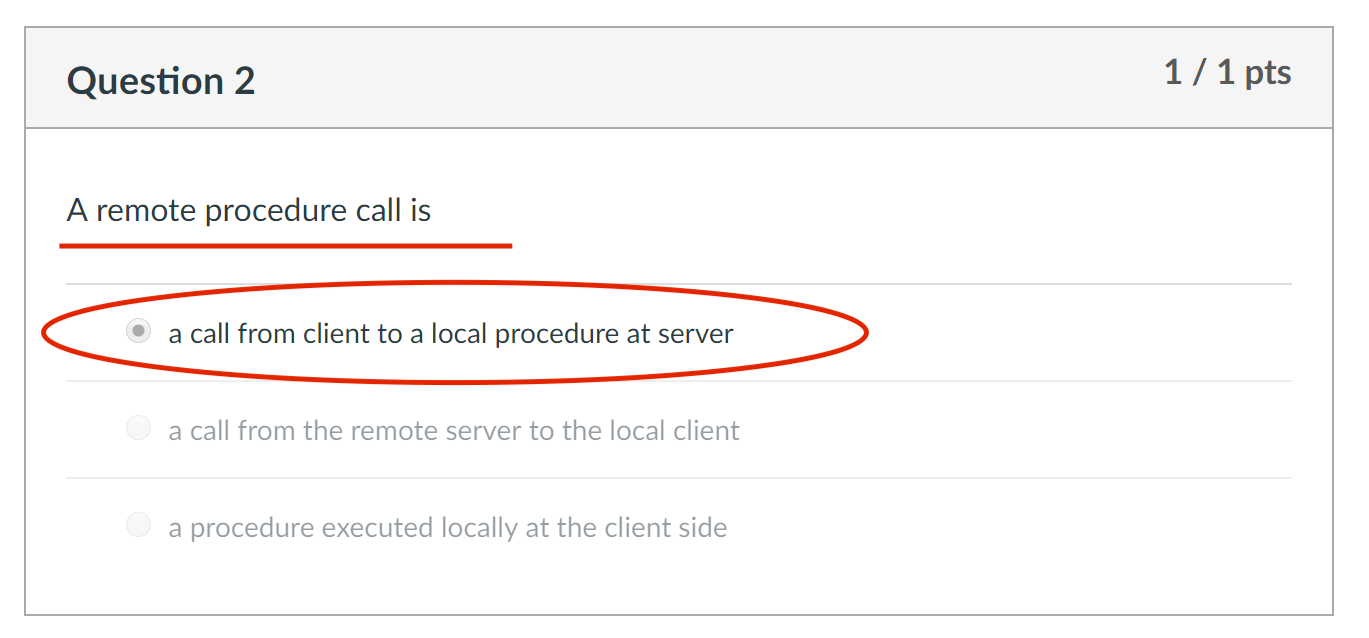 Question 2
1 / 1 pts
A remote procedure call is
a call from client to a local procedure at server
a call from the remote server to the local client
a procedure executed locally at the client side